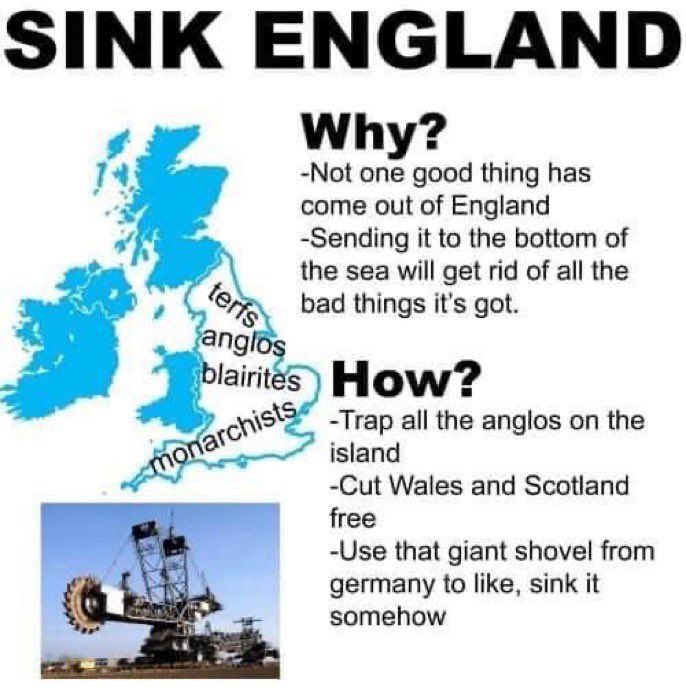 SINK ENGLAND
Why?
-Not one good thing has
come out of England
-Sending it to the bottom of
the sea will get rid of all the
bad things it's got.
terfs
anglos
blairites
monarchists
How?
-Trap all the anglos on the
island
-Cut Wales and Scotland
free
-Use that giant shovel from
germany to like, sink it
somehow